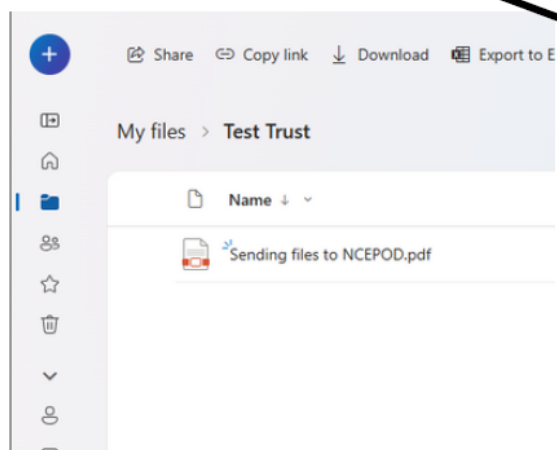 Share Copy link Download Export to E
My files > Test Trust
Name
Sending files to NCEPOD.pdf